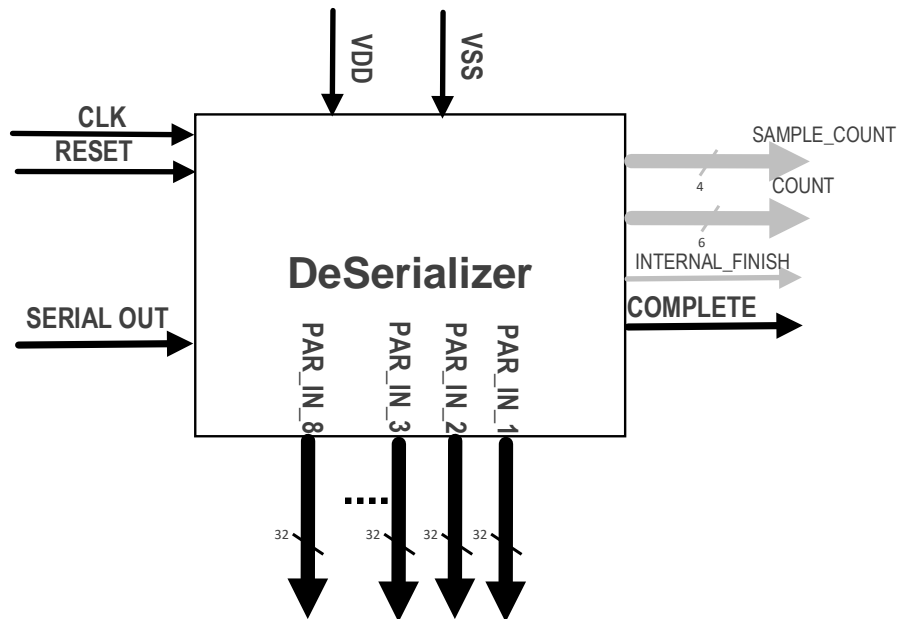 VDD
VSS
CLK
RESET
SERIAL OUT
DeSerializer
SAMPLE_COUNT
4
COUNT
6
INTERNAL_FINISH
COMPLETE
PAR_IN_8
PAR_IN_3
PAR_IN_2
PAR_IN_1
32
32
32
32